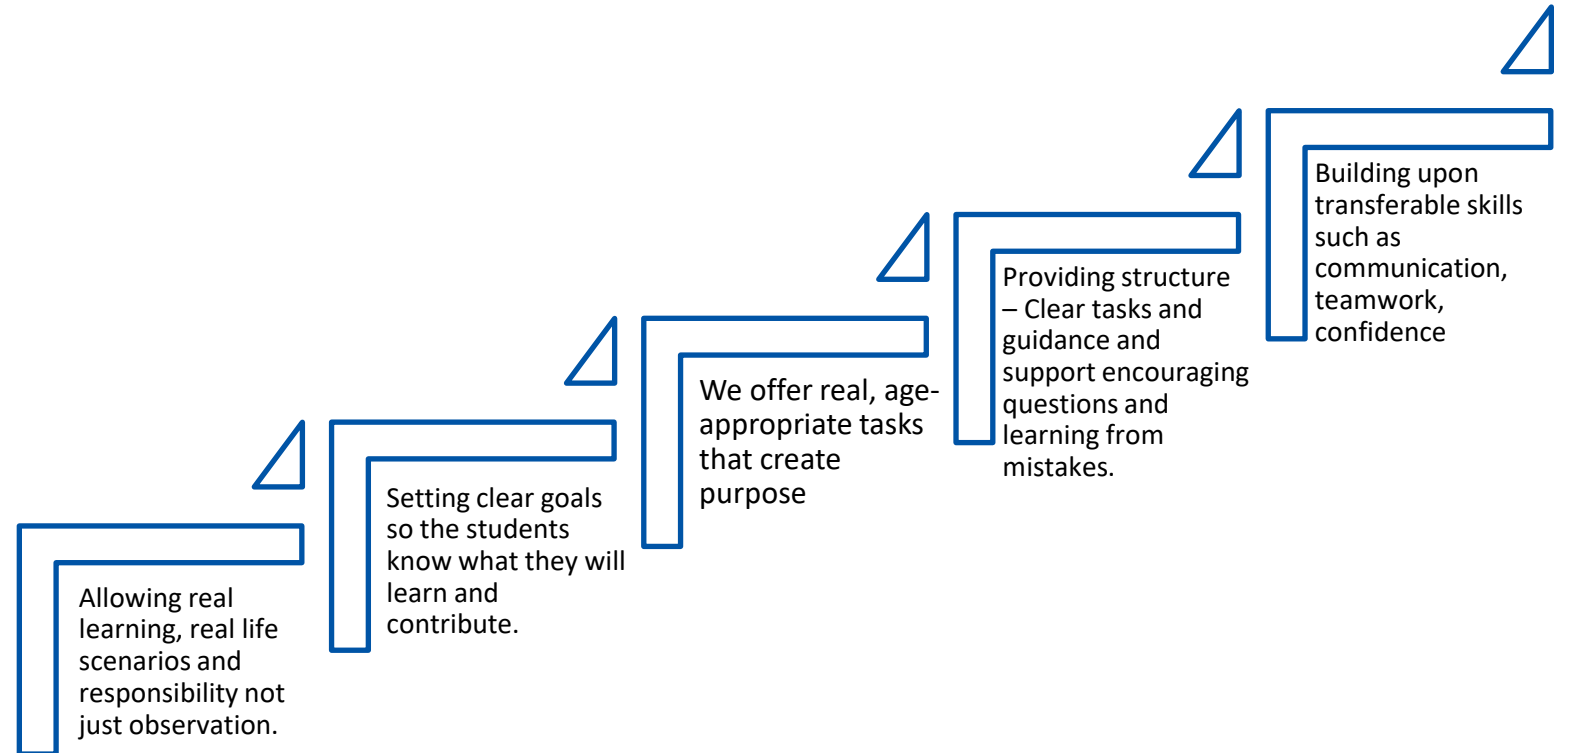 Allowing real
learning, real life
scenarios and
responsibility not
just observation.
Setting clear goals
so the students
know what they will
learn and
contribute.
We offer real, age-
appropriate tasks
that create
purpose
Providing structure
– Clear tasks and
guidance and
support encouraging
questions and
learning from
mistakes.
Building upon
transferable skills
such as
communication,
teamwork,
confidence